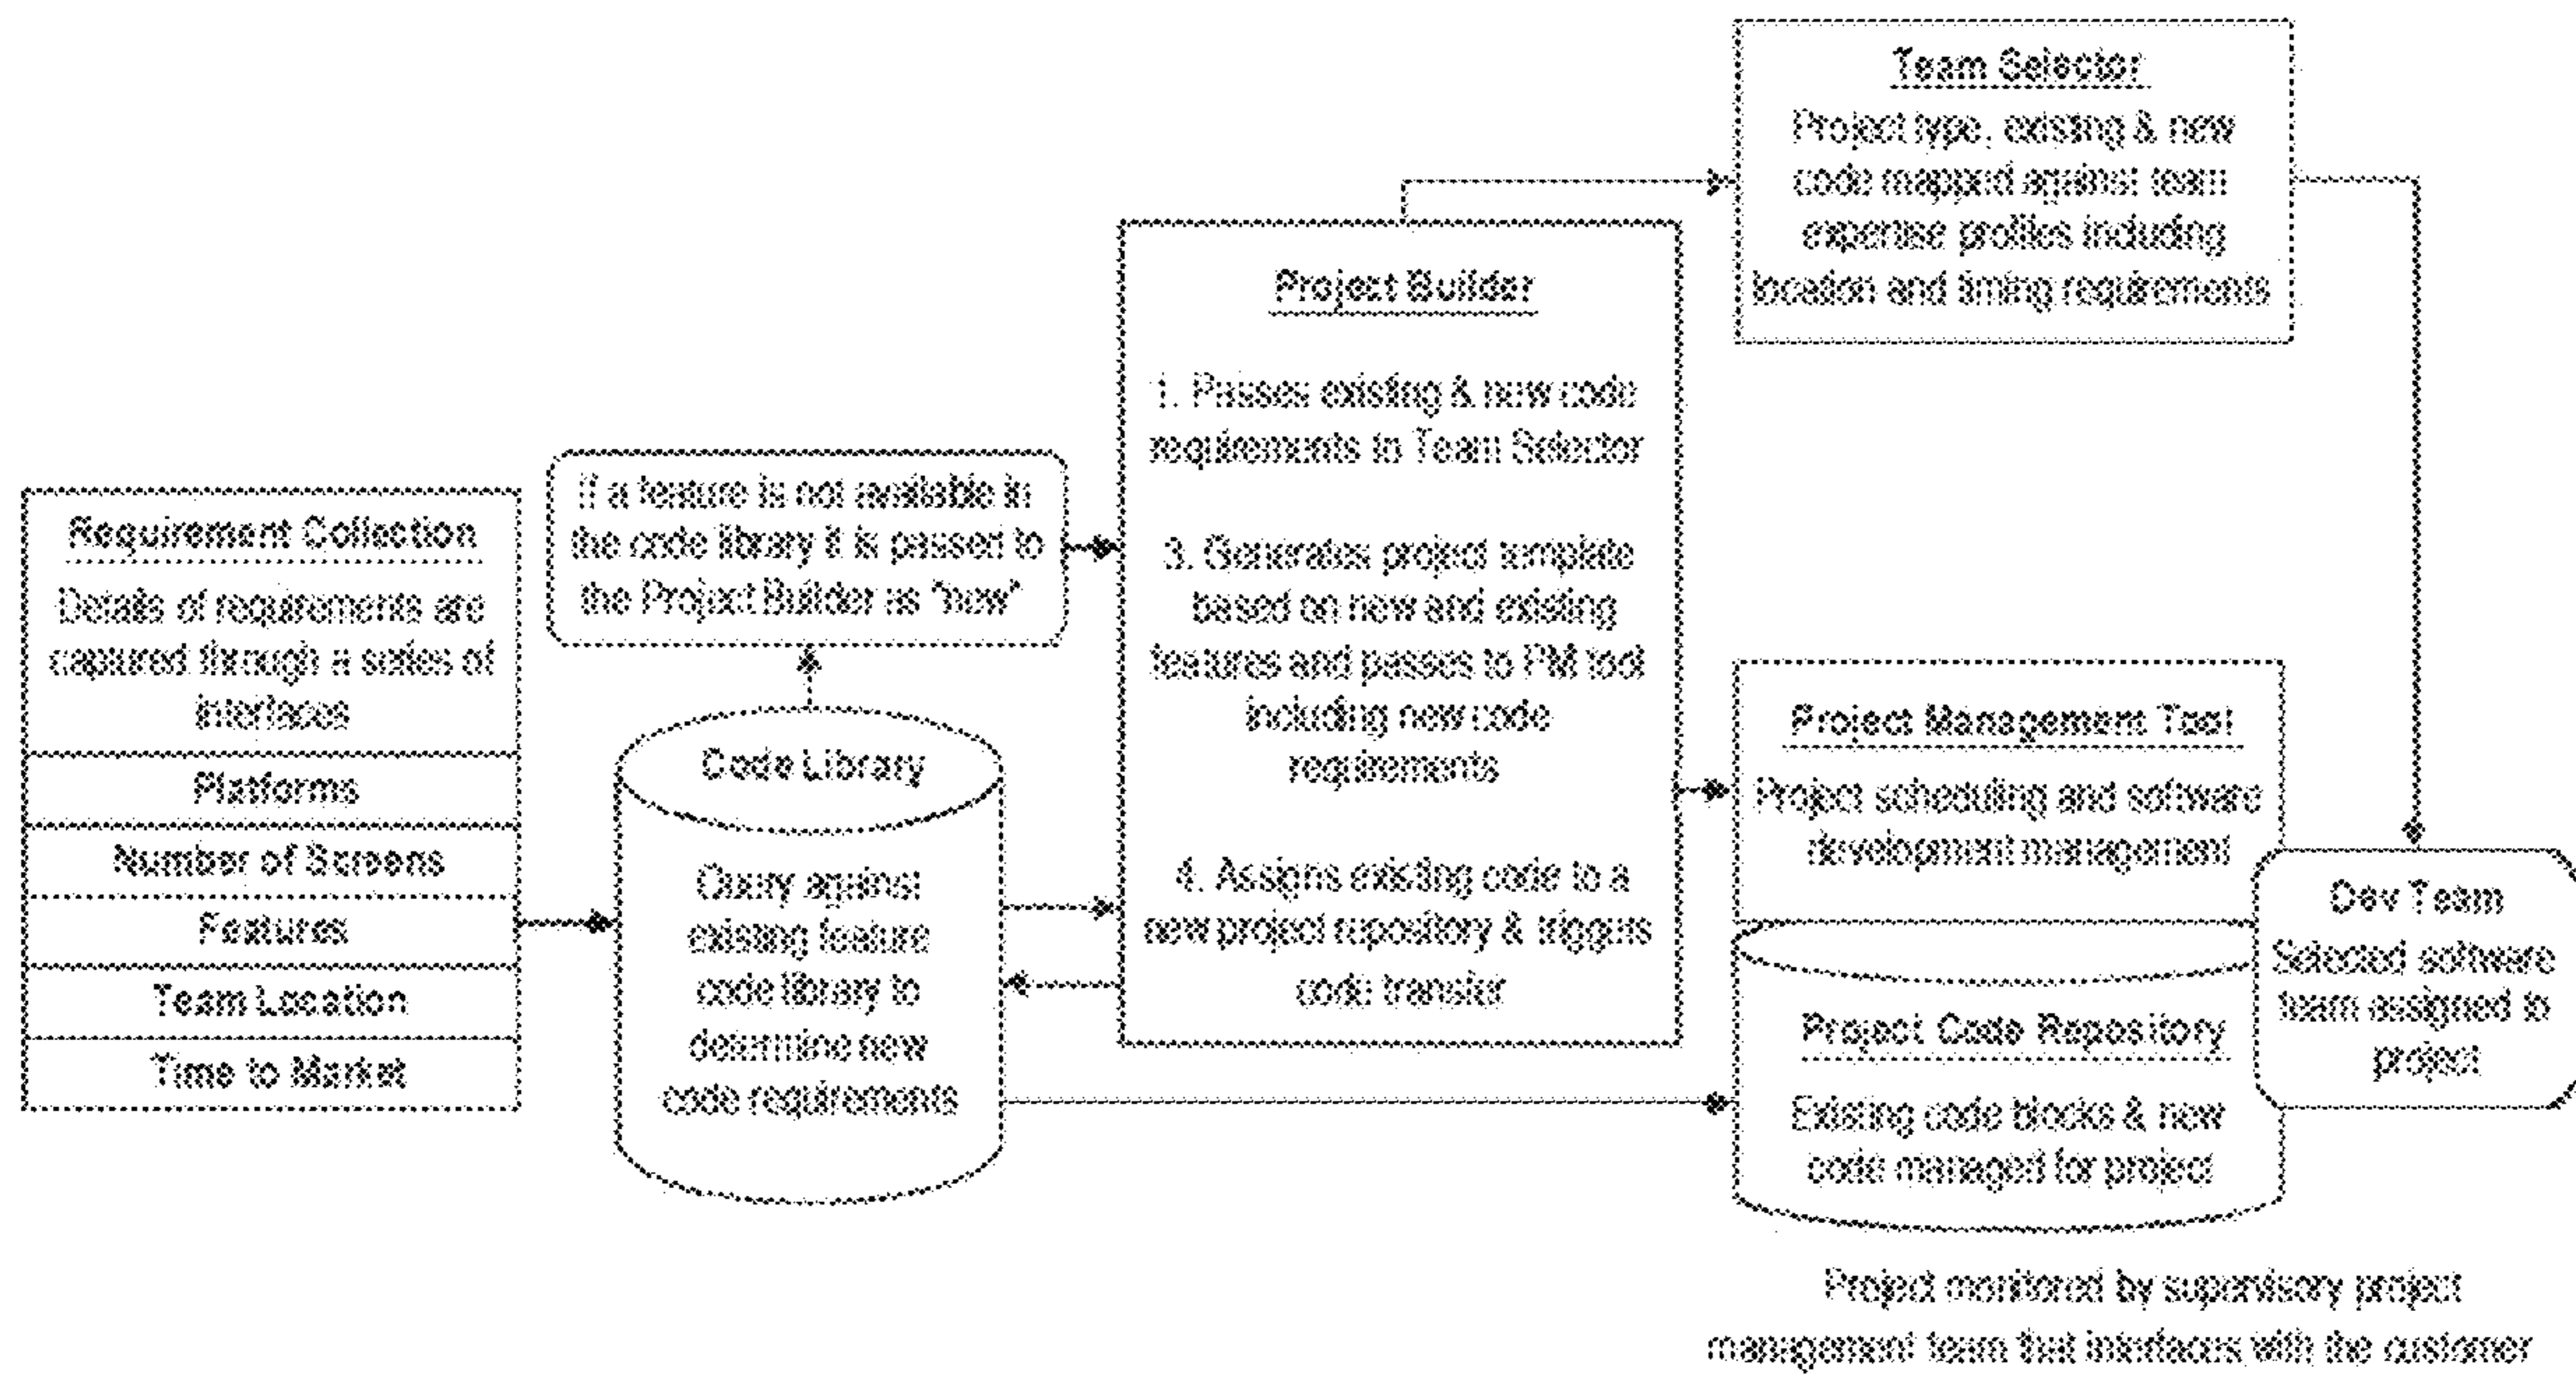 Team Selector
Project type, existing & new
code mapped against team
expertise profiles including
location and timing requirements
Project Builder
1. Passes existing & new code
requirements to Team Selector
3. Generates project template
based on new and existing
features and passes to PM tool
including new code
requirements
4. Assigns existing code to a
new project repository & triggers
code transfer
If a feature is not available in
the code library it is passed to
the Project Builder as "new"
Requirement Collection
Details of requirements are
captured through a series of
interfaces
Platforms
Number of Screens
Features
Team Location
Time to Market
Code Library
Query against
existing feature
code library to
determine new
code requirements
Project Management Tool
Project scheduling and software
development management
Dev Team
Selected software
team assigned to
project
Project Code Repository
Existing code blocks & new
code managed for project
Project monitored by supervisory project
management team that interfaces with the customer